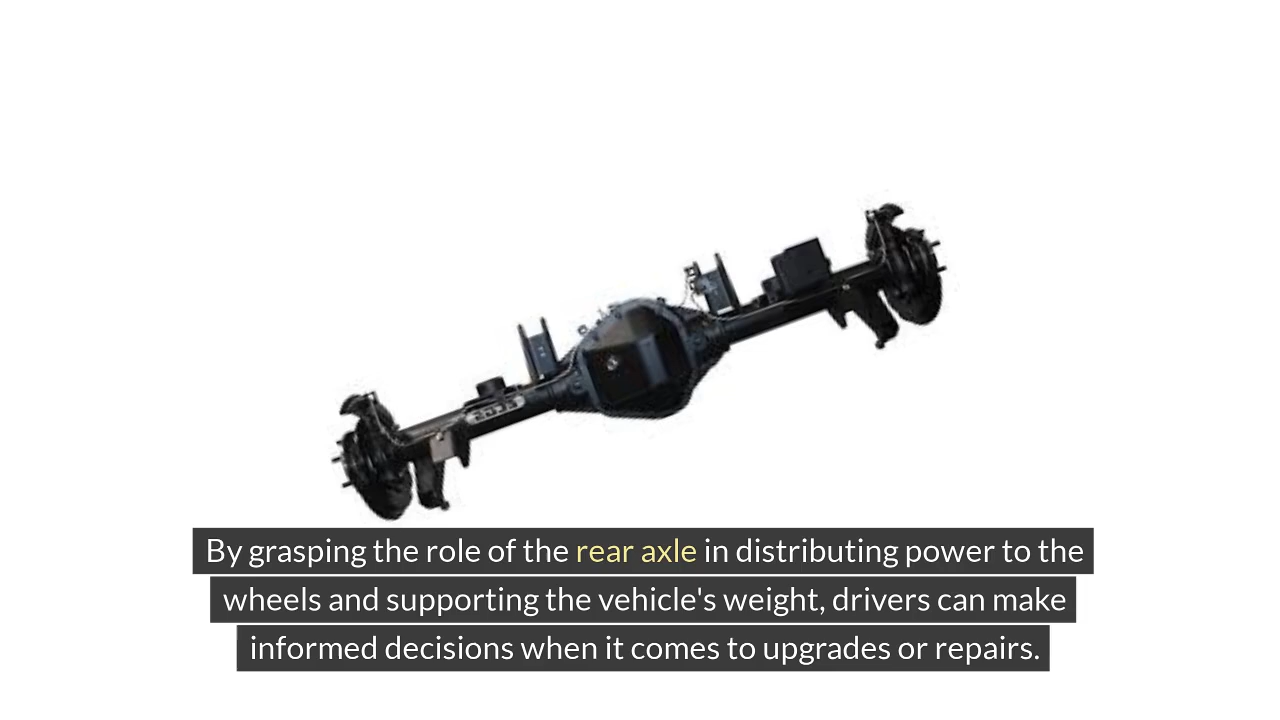 By grasping the role of the rear axle in distributing power to the
wheels and supporting the vehicle's weight, drivers can make
informed decisions when it comes to upgrades or repairs.